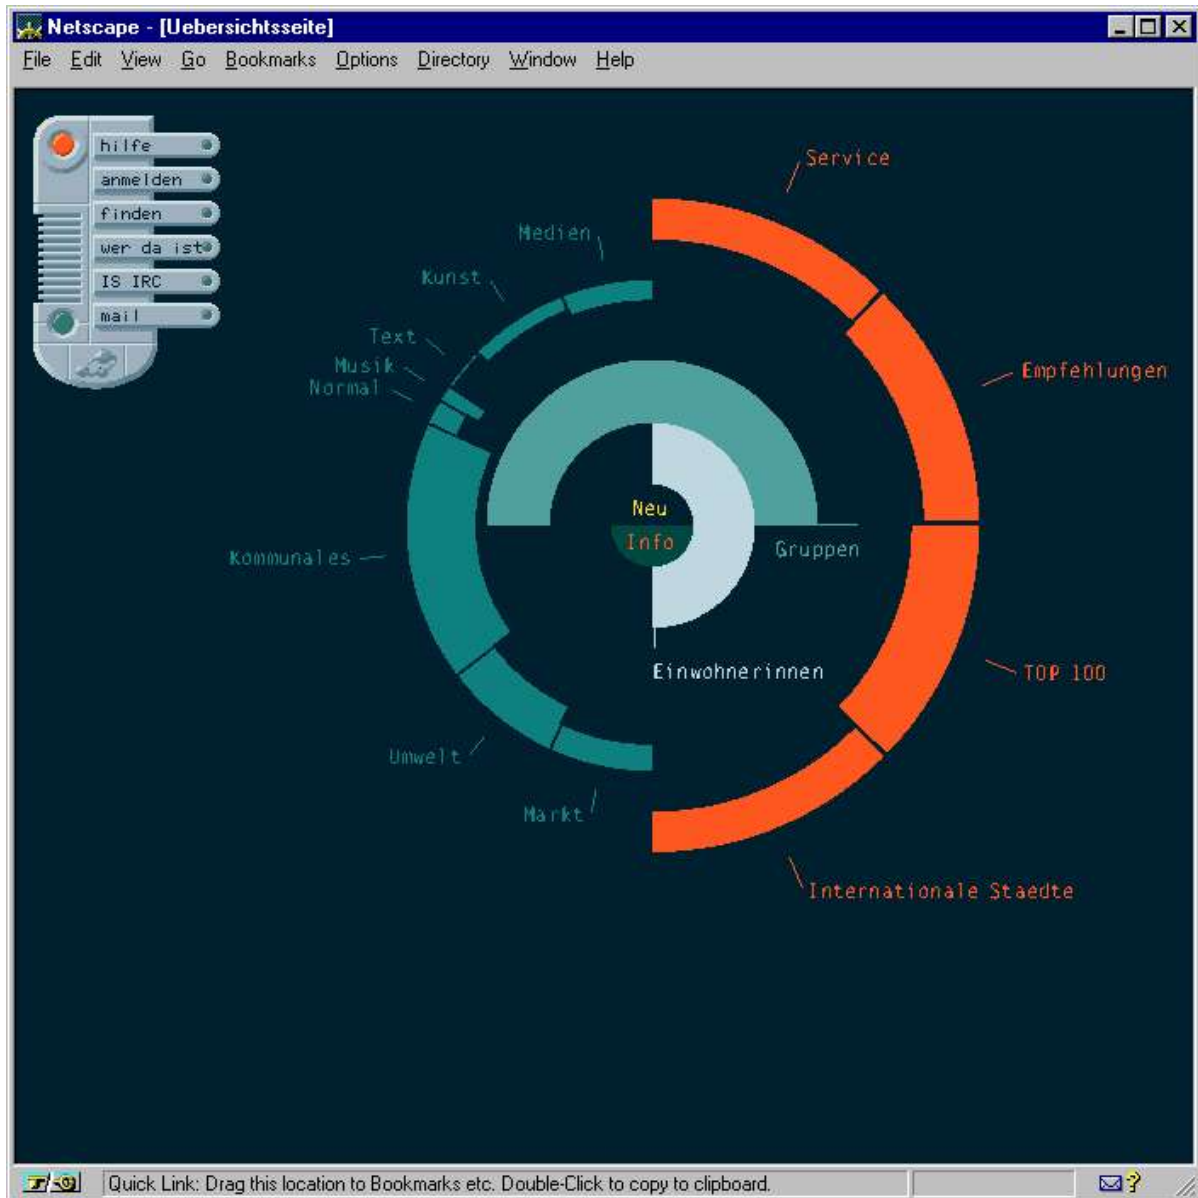 Netscape - [Uebersichtsseite]
File Edit View Go Bookmarks Options Directory Window Help
hilfe
anmelden
finden
wer da ist
IS IRC
mail
Service
Medien
Kunst
Text
Musik
Normal
Empfehlungen
Neu
Info
Gruppen
Kommunales
Einwohnerinnen
TOP 100
Umwelt
Markt
Internationale Staedte
Quick Link: Drag this location to Bookmarks etc. Double-Click to copy to clipboard.